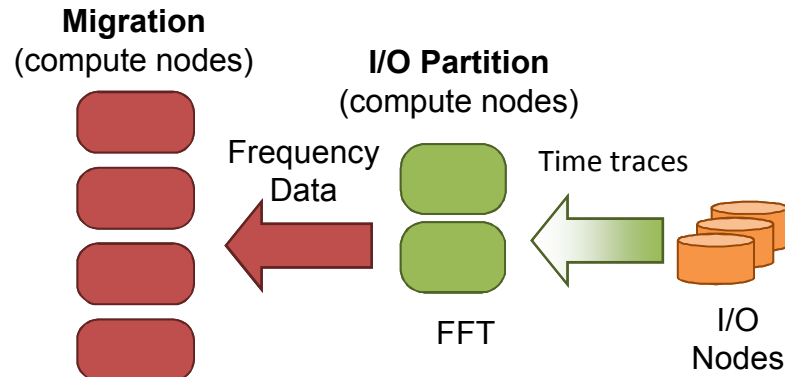 Migration
(compute nodes)
I/O Partition
(compute nodes)
Frequency
Data
Time traces
FFT
I/O
Nodes